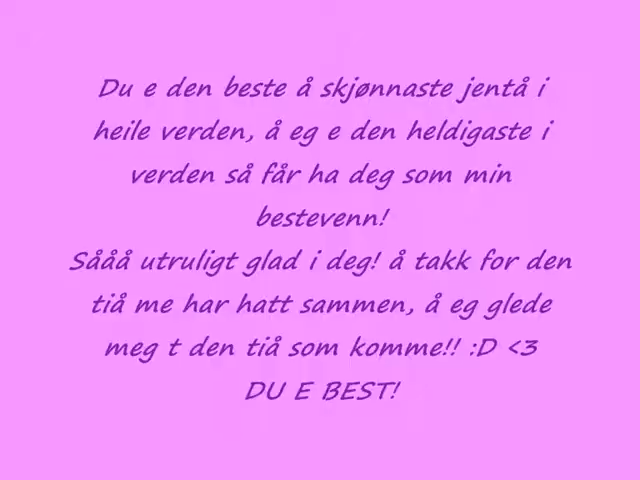 Du e den beste å skjønnaste jentå i
heile verden, å eg e den heldigaste i
verden så får ha deg som min
bestevenn!
Sååå utruligt glad i deg! å takk for den
tiå me har hatt sammen, å eg glede
meg t den tiå som komme!! :D <3
DU E BEST!